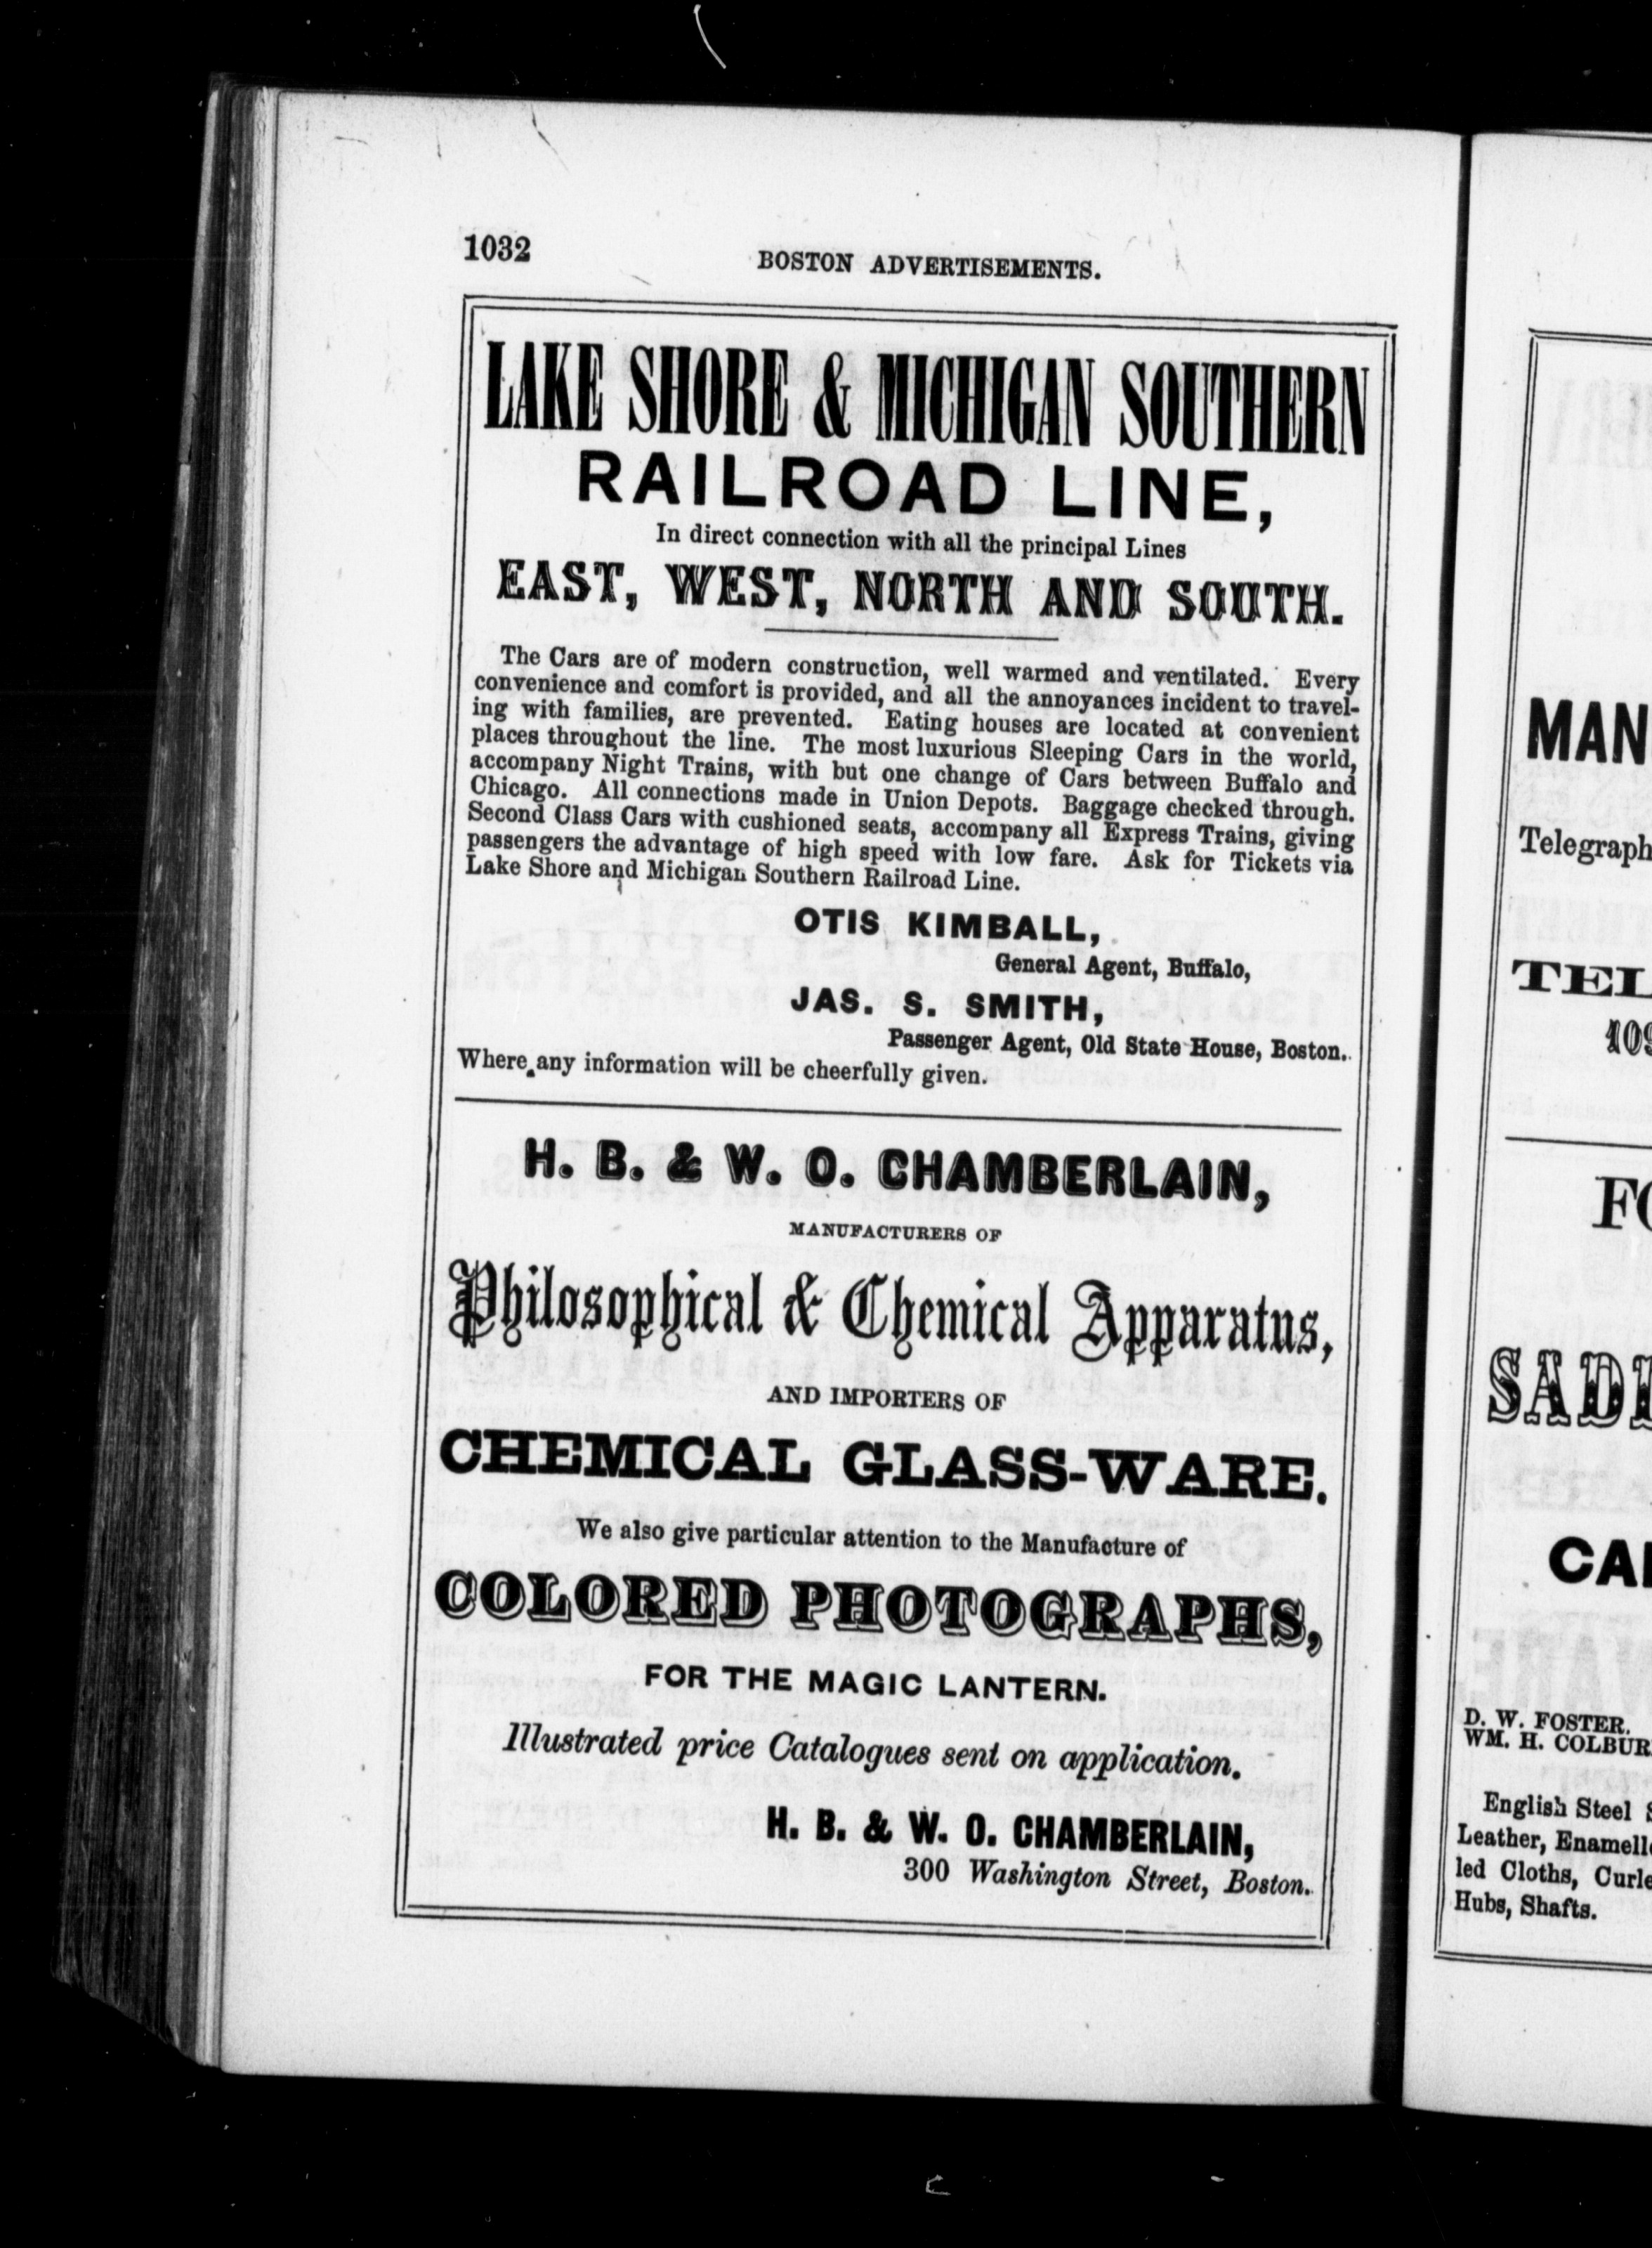 1032
BOSTON ADVERTISEMENTS.
LAKE SHORE & MICHIGAN SOUTHERN
RAILROAD LINE,
In direct connection with all the principal Lines
EAST, WEST, NORTH AND SOUTH.
The Cars are of modern construction, well warmed and ventilated. Every
convenience and comfort is provided, and all the annoyances incident to travel-
ing with families, are prevented. Eating houses are located at convenient
places throughout the line. The most luxurious Sleeping Cars in the world,
accompany Night Trains, with but one change of Cars between Buffalo and
Chicago. All connections made in Union Depots. Baggage checked through.
Second Class Cars with cushioned seats, accompany all Express Trains, giving
passengers the advantage of high speed with low fare. Ask for Tickets via
Lake Shore and Michigan Southern Railroad Line.
OTIS KIMBALL,
General Agent, Buffalo,
JAS. S. SMITH,
Passenger Agent, Old State House, Boston.
Where any information will be cheerfully given.
H. B. & W. O. CHAMBERLAIN,
MANUFACTURERS OF
Philosophical & Chemical Apparatus,
AND IMPORTERS OF
CHEMICAL GLASS-WARE.
We also give particular attention to the Manufacture of
COLORED PHOTOGRAPHS,
FOR THE MAGIC LANTERN.
Illustrated price Catalogues sent on application.
H. B. & W. O. CHAMBERLAIN,
300 Washington Street, Boston.
MAN
Telegraph
TEL
109
FO
SADD
CAR
D. W. FOSTER.
WM. H. COLBUR
English Steel S
Leather, Enamell
led Cloths, Curle
Hubs, Shafts.